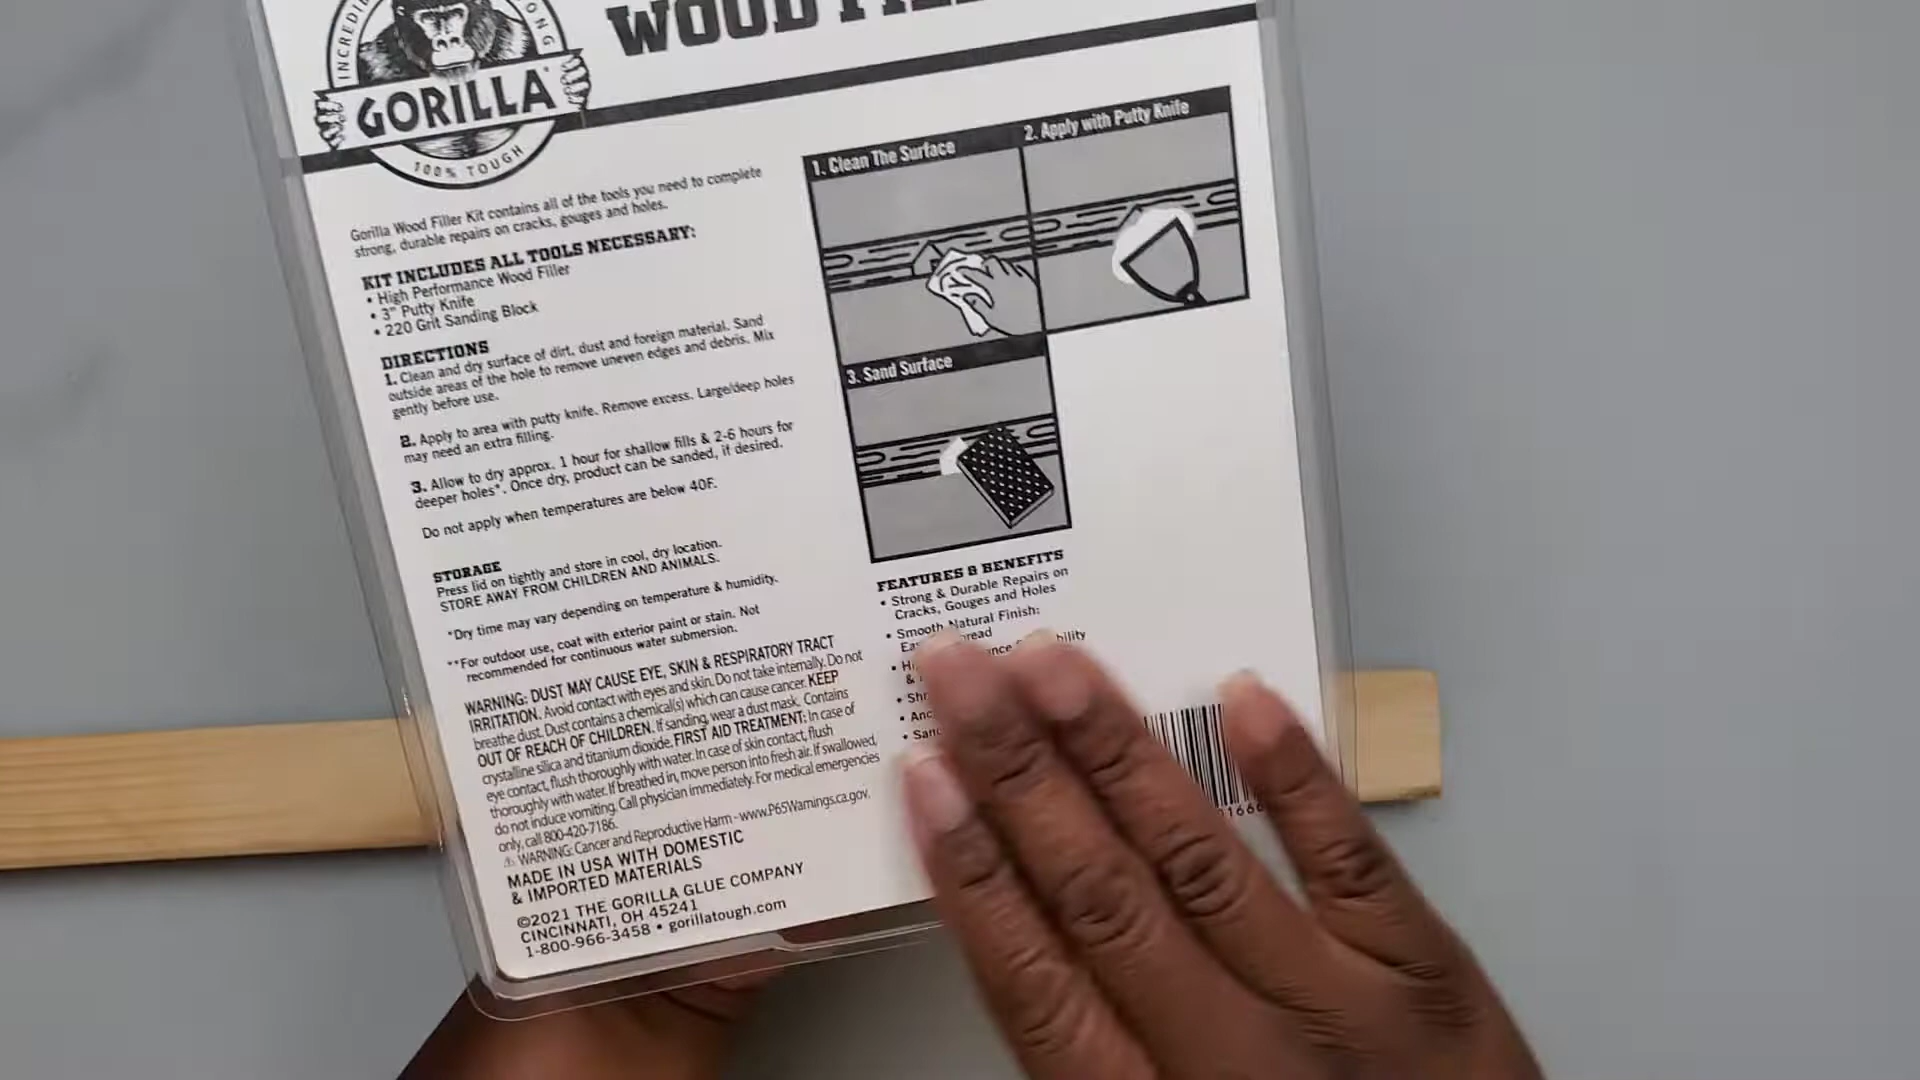 INCREDIB
ONG
GORILLA
100% TOUGH
WOOD
Gorilla Wood Filler Kit contains all of the tools you need to complete
strong, durable repairs on cracks, gouges and holes.
KIT INCLUDES ALL TOOLS NECESSARY:
• High Performance Wood Filler
• 3" Putty Knife
• 220 Grit Sanding Block
DIRECTIONS
1. Clean and dry surface of dirt, dust and foreign material. Sand
outside areas of the hole to remove uneven edges and debris. Mix
gently before use.
2. Apply to area with putty knife. Remove excess. Large/deep holes
may need an extra filling.
3. Allow to dry approx. 1 hour for shallow fills & 2-6 hours for
deeper holes*. Once dry, product can be sanded, if desired.
Do not apply when temperatures are below 40F.
STORAGE
Press lid on tightly and store in cool, dry location.
STORE AWAY FROM CHILDREN AND ANIMALS.
*Dry time may vary depending on temperature & humidity.
**For outdoor use, coat with exterior paint or stain. Not
recommended for continuous water submersion.
WARNING: DUST MAY CAUSE EYE, SKIN & RESPIRATORY TRACT
IRRITATION. Avoid contact with eyes and skin. Do not take internally. Do not
breathe dust. Dust contains a chemical(s) which can cause cancer. KEEP
OUT OF REACH OF CHILDREN. If sanding, wear a dust mask. Contains
crystalline silica and titanium dioxide. FIRST AID TREATMENT: In case of
eye contact, flush thoroughly with water. In case of skin contact, flush
thoroughly with water. If breathed in, move person into fresh air. If swallowed,
do not induce vomiting. Call physician immediately. For medical emergencies
only, call 800-420-7186.
⚠ WARNING: Cancer and Reproductive Harm - www.P65Warnings.ca.gov.
MADE IN USA WITH DOMESTIC
& IMPORTED MATERIALS
©2021 THE GORILLA GLUE COMPANY
CINCINNATI, OH 45241
1-800-966-3458 • gorillatough.com
1. Clean The Surface
2. Apply with Putty Knife
3. Sand Surface
FEATURES & BENEFITS
• Strong & Durable Repairs on
Cracks, Gouges and Holes
• Smooth Natural Finish:
Ea read
• Hi nce bility
&
• Shr
• Anc
• Sand
0166